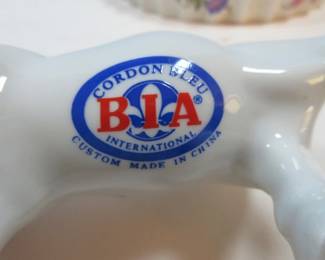 CORDON BLEU
BIA®
INTERNATIONAL
CUSTOM MADE IN CHINA